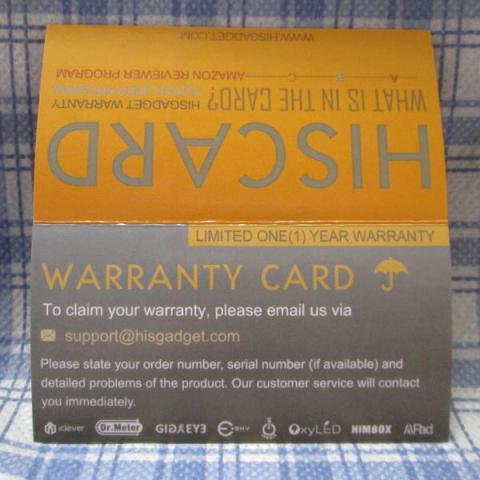 WWW.HISGADGET.COM
HISCARD
WHAT IS IN THE CARD?
A B C
HISGADGET WARRANTY
SUPER USER PROGRAM
AMAZON REVIEWER PROGRAM
LIMITED ONE(1) YEAR WARRANTY
WARRANTY CARD
To claim your warranty, please email us via
support@hisgadget.com
Please state your order number, serial number (if available) and
detailed problems of the product. Our customer service will contact
you immediately.
iclever Dr.Meter OxyLED HIMBOX